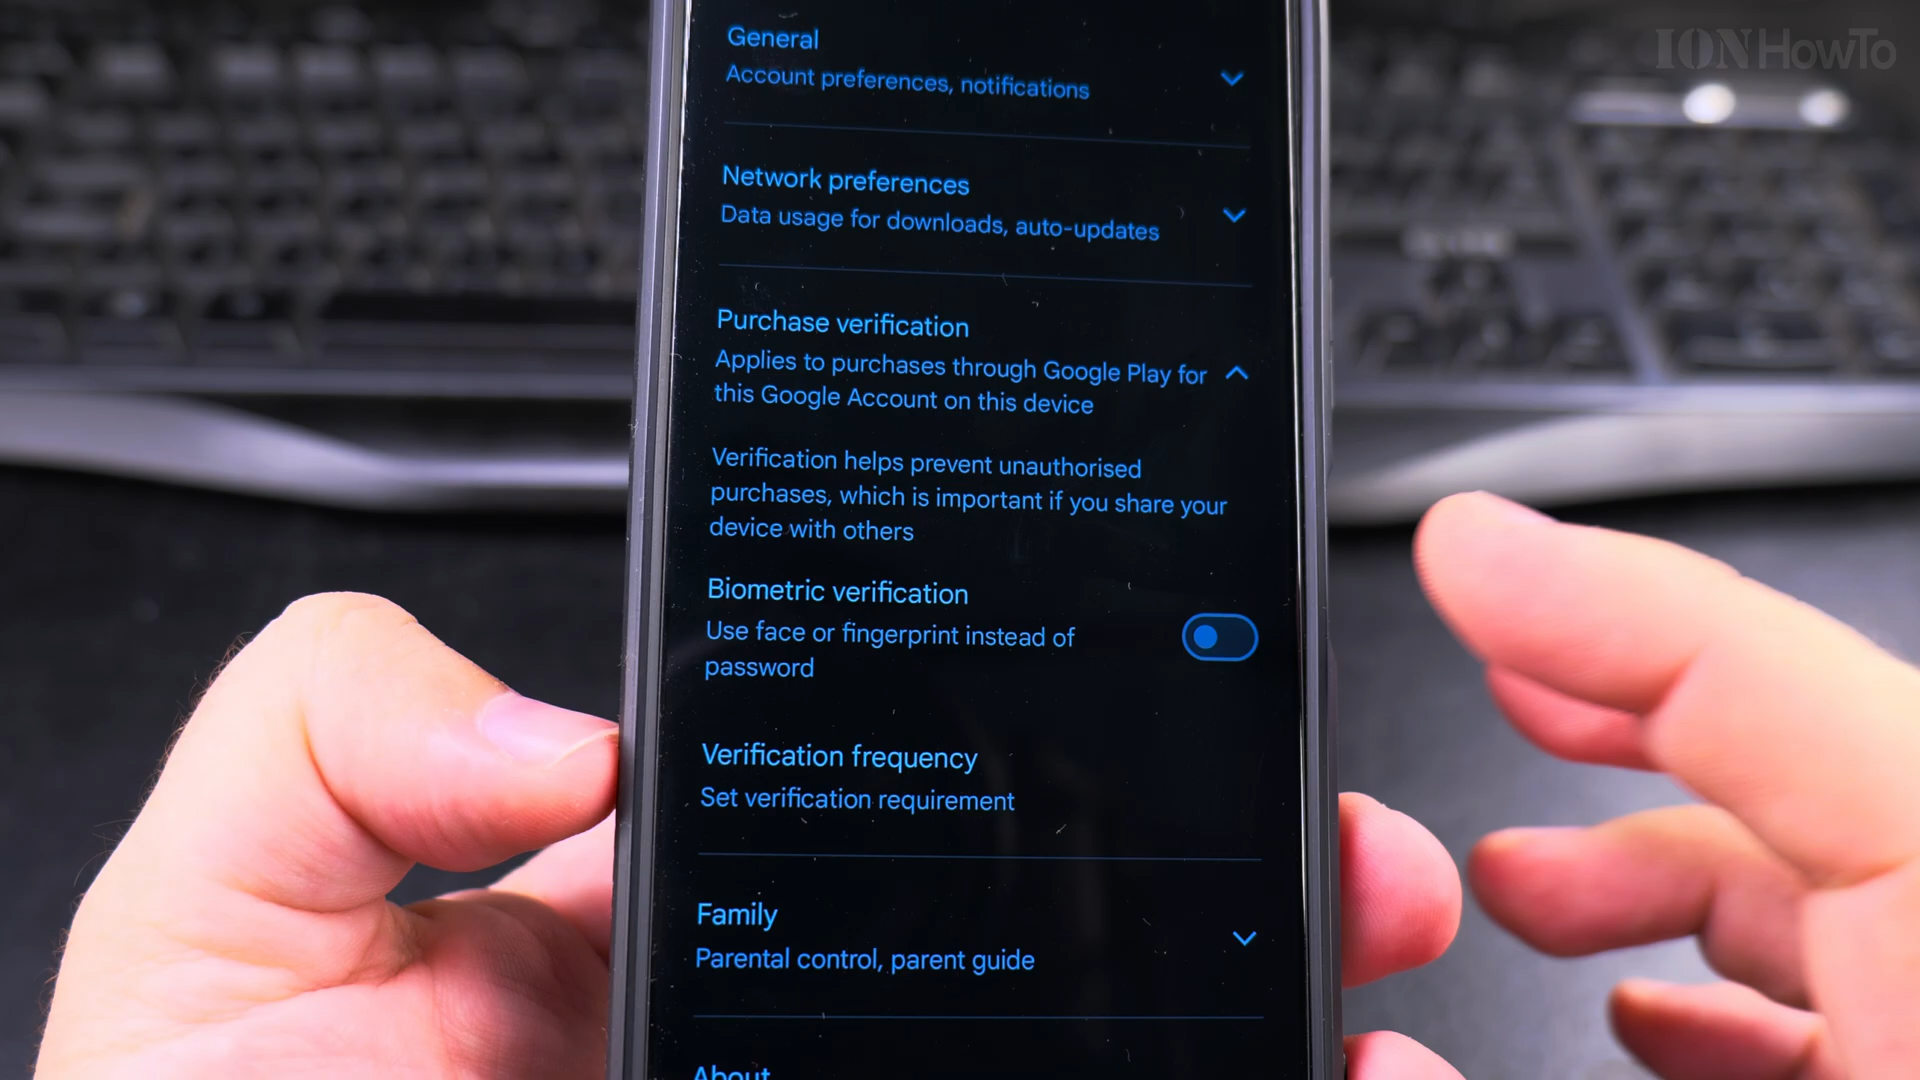 ION HowTo
General
Account preferences, notifications
Network preferences
Data usage for downloads, auto-updates
Purchase verification
Applies to purchases through Google Play for
this Google Account on this device
Verification helps prevent unauthorised
purchases, which is important if you share your
device with others
Biometric verification
Use face or fingerprint instead of
password
Verification frequency
Set verification requirement
Family
Parental control, parent guide
About